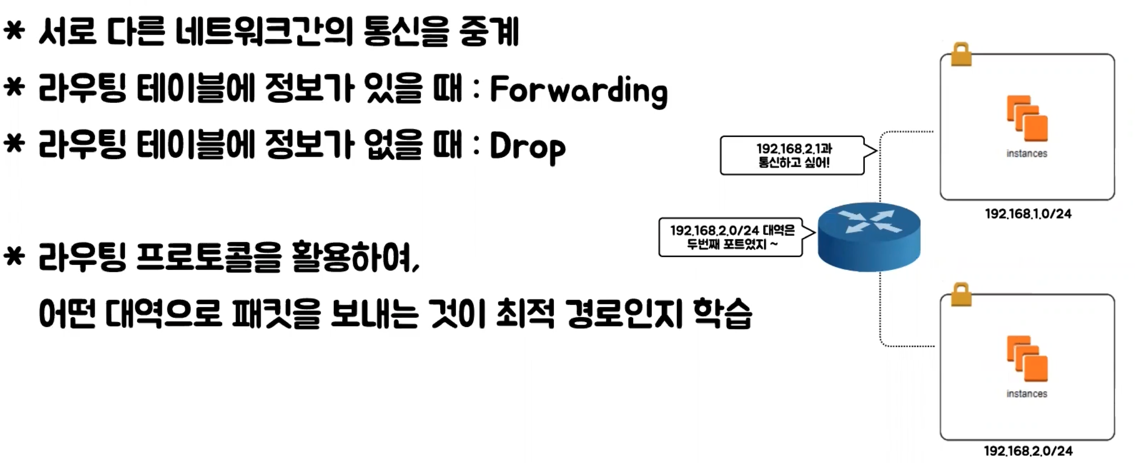 * 서로 다른 네트워크간의 통신을 중계
* 라우팅 테이블에 정보가 있을 때 : Forwarding
* 라우팅 테이블에 정보가 없을 때 : Drop
* 라우팅 프로토콜을 활용하여,
어떤 대역으로 패킷을 보내는 것이 최적 경로인지 학습
instances
192.168.1.0/24
192.168.2.1과
통신하고 싶어!
192.168.2.0/24 대역은
두번째 포트였지 ~
instances
192.168.2.0/24